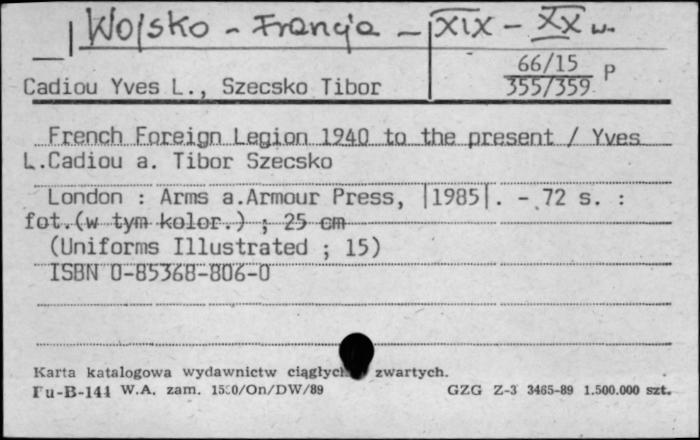 Wojsko - Francja - XIX - XX w.
66/15
355/359 P
Cadiou Yves L., Szecsko Tibor
French Foreign Legion 1940 to the present / Yves
L.Cadiou a. Tibor Szecsko
London : Arms a.Armour Press, |1985|. - 72 s. :
fot.(w tym kolor.) ; 25 cm
(Uniforms Illustrated ; 15)
ISBN 0-85368-806-0
Karta katalogowa wydawnictw ciągłych zwartych.
Pu-B-144 W.A. zam. /On/DW/89 GZG Z-3 3465-89 1.500.000 szt.